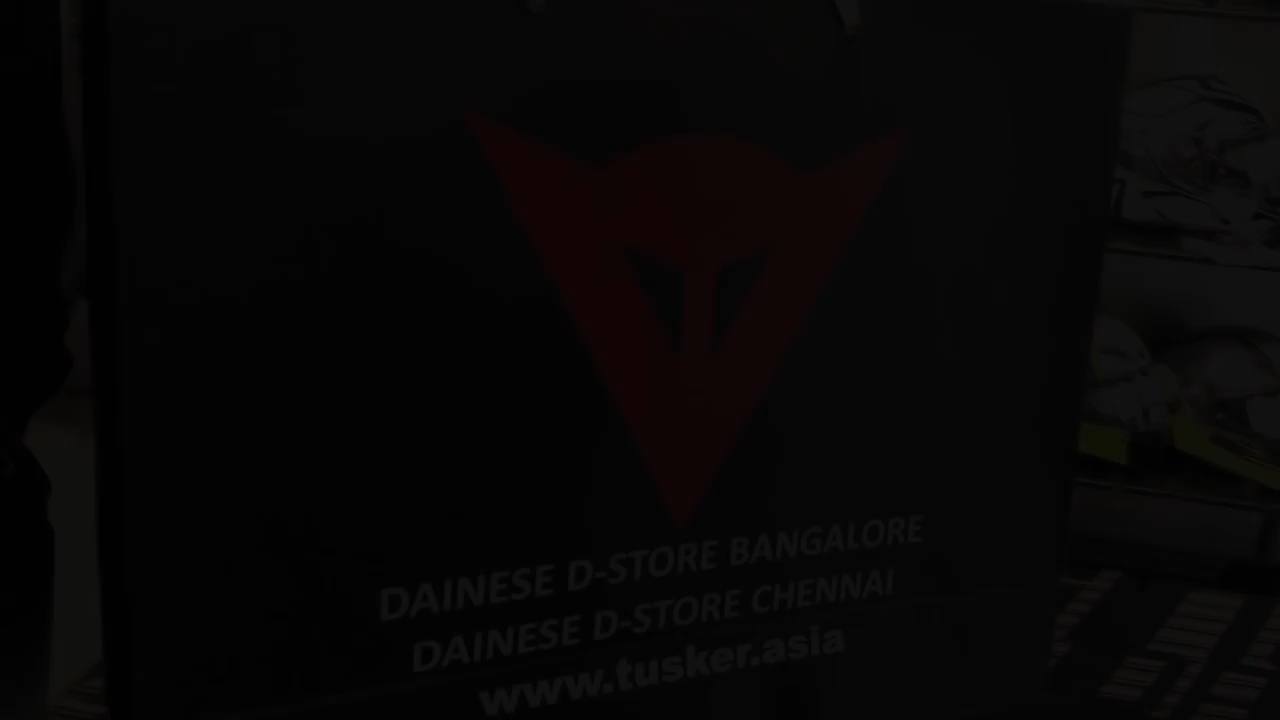 DAINESE D-STORE BANGALORE
DAINESE D-STORE CHENNAI
www.tusker.asia